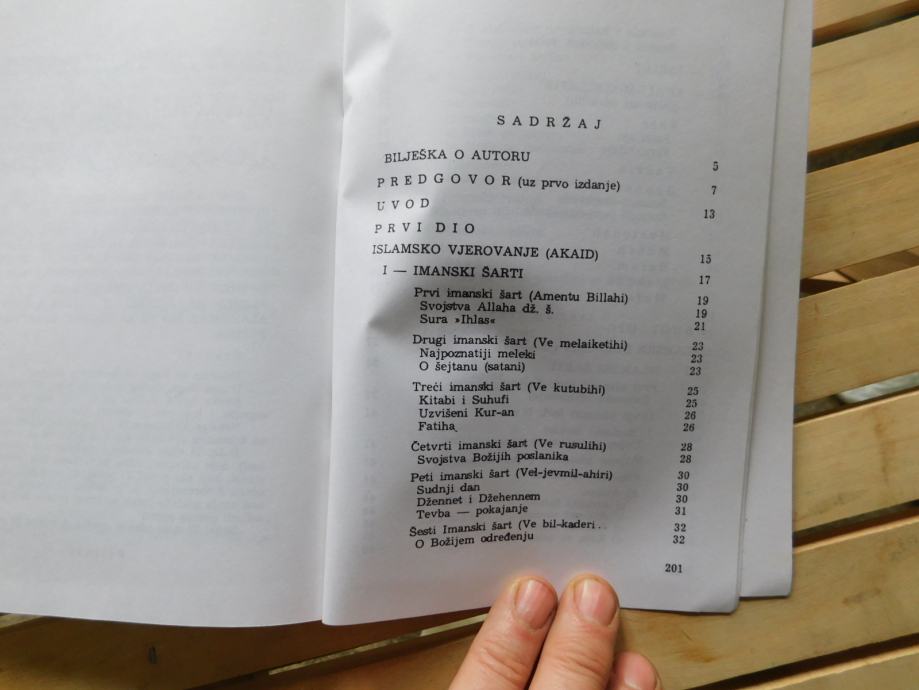 SADRŽAJ
BILJEŠKA O AUTORU 5
PREDGOVOR (uz prvo izdanje) 7
UVOD 13
PRVI DIO
ISLAMSKO VJEROVANJE (AKAID) 15
I — IMANSKI ŠARTI 17
Prvi imanski šart (Amentu Billahi) 19
Svojstva Allaha dž. š. 19
Sura »Ihlas« 21
Drugi imanski šart (Ve melaiketihi) 23
Najpoznatiji meleki 23
O šejtanu (satani) 23
Treći imanski šart (Ve kutubihi) 25
Kitabi i Suhufi 25
Uzvišeni Kur-an 26
Fatiha 26
Četvrti imanski šart (Ve rusulihi) 28
Svojstva Božijih poslanika 28
Peti imanski šart (Vel-jevmil-ahiri) 30
Sudnji dan 30
Džennet i Džehennem 30
Tevba — pokajanje 31
Šesti Imanski šart (Ve bil-kaderi . . 32
O Božijem određenju 32
201